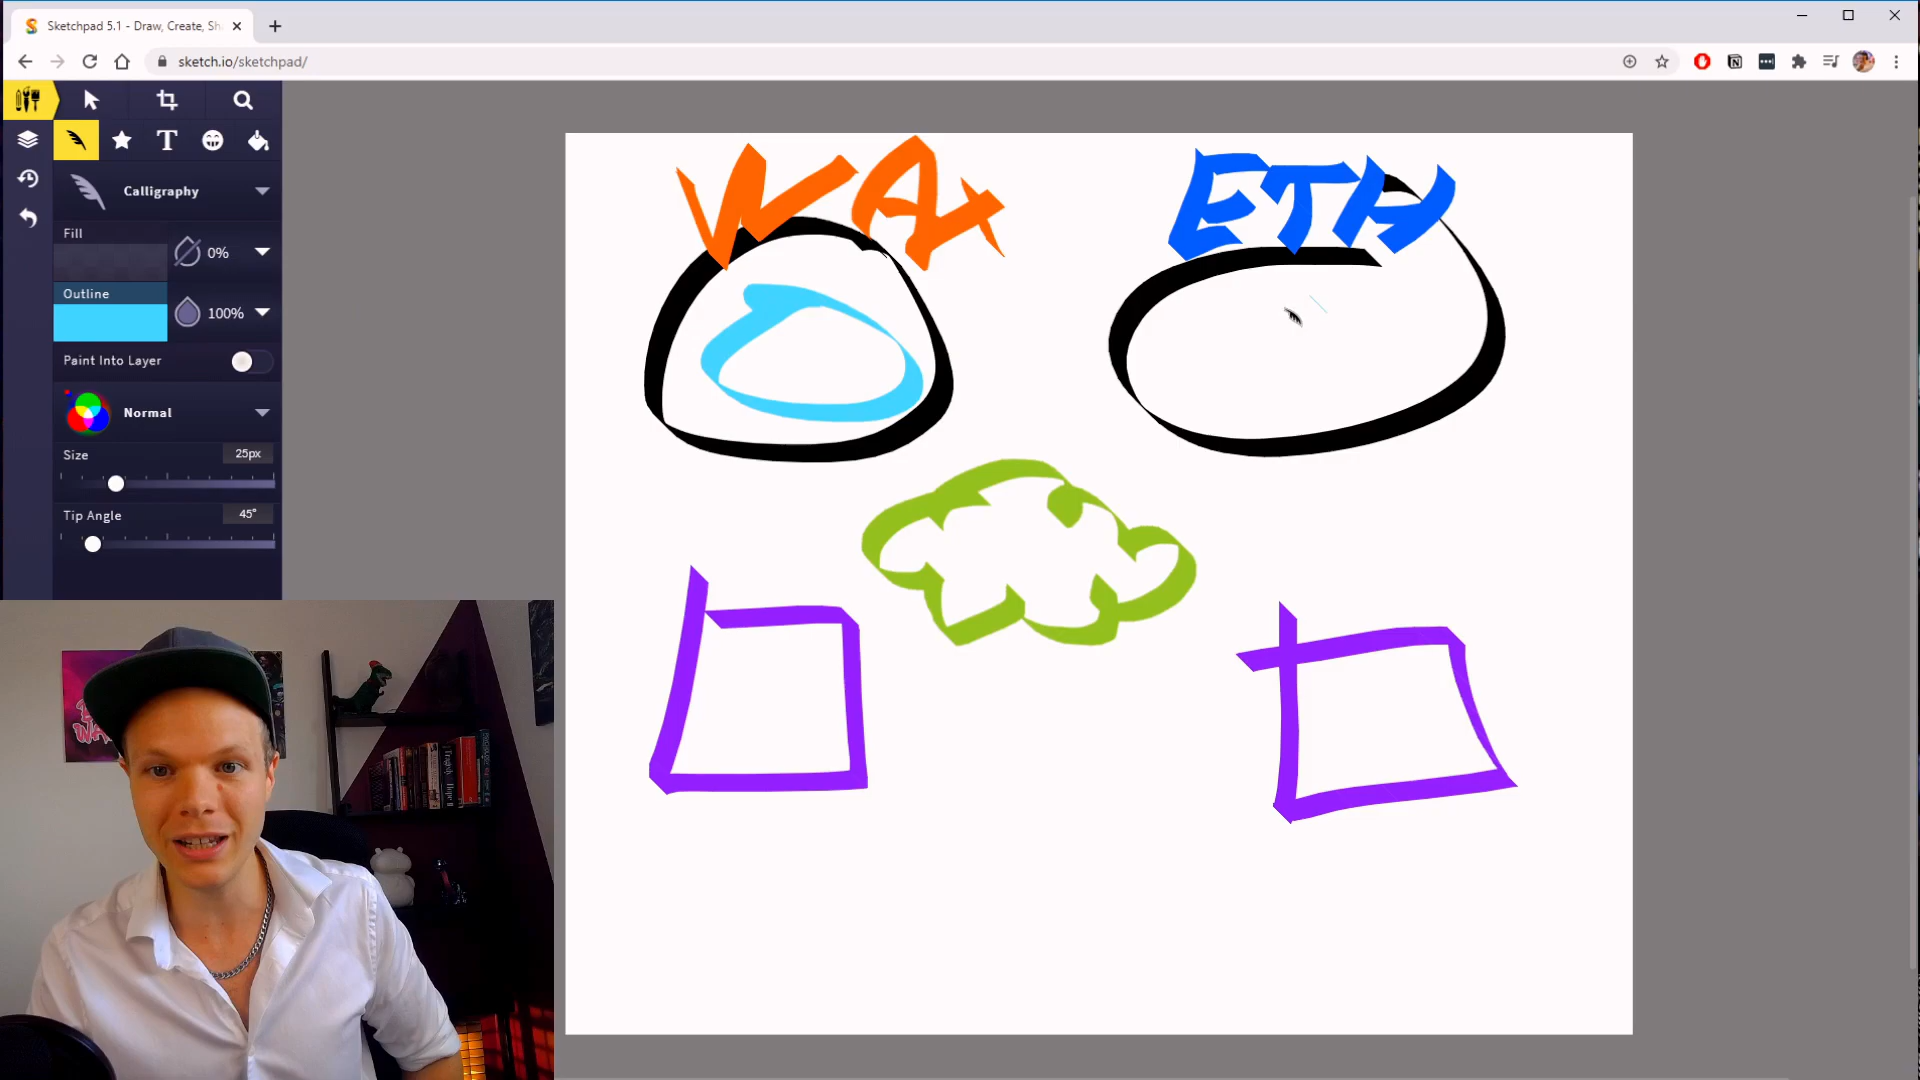 Sketchpad 5.1 - Draw, Create, Sh
sketch.io/sketchpad/
T
Calligraphy
Fill
0%
Outline
100%
Paint Into Layer
Normal
Size
25px
Tip Angle
45°
WAX
ETH